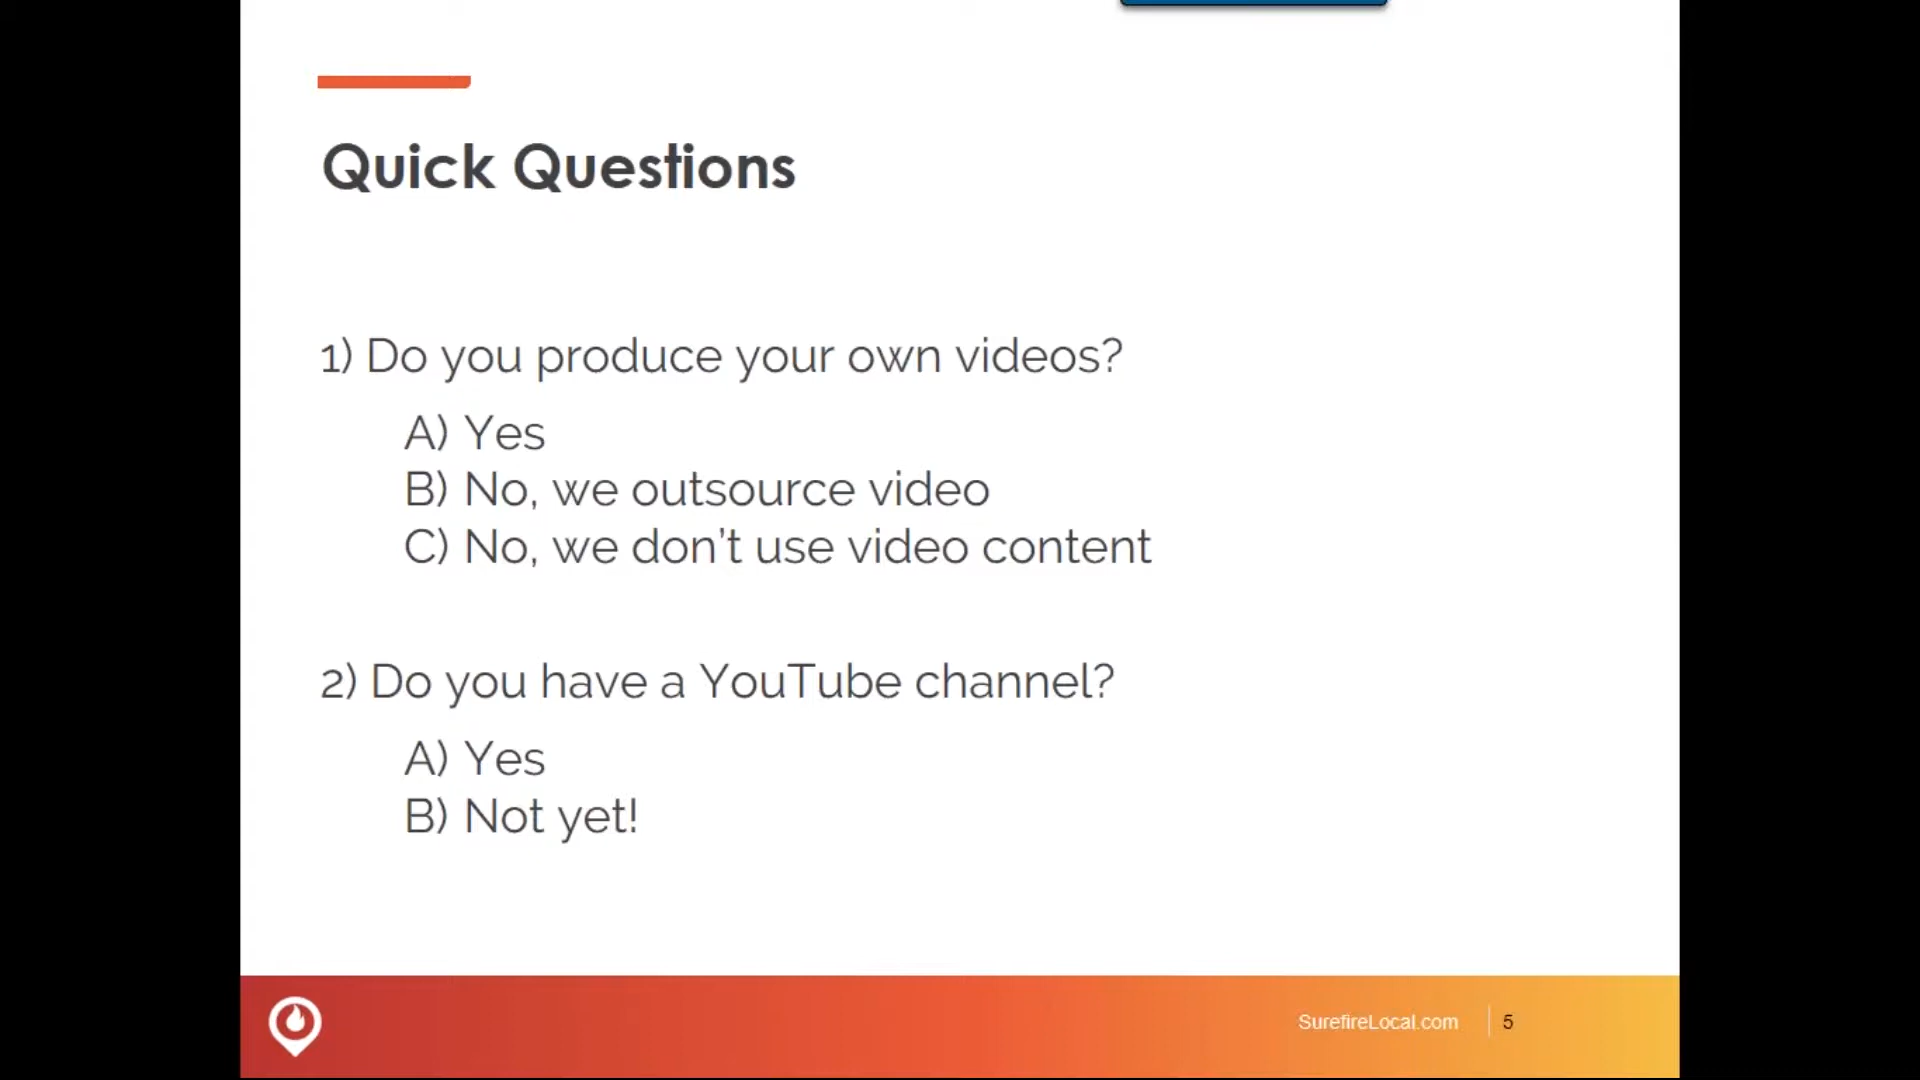 Quick Questions
1) Do you produce your own videos?
A) Yes
B) No, we outsource video
C) No, we don't use video content
2) Do you have a YouTube channel?
A) Yes
B) Not yet!
SurefireLocal.com
5